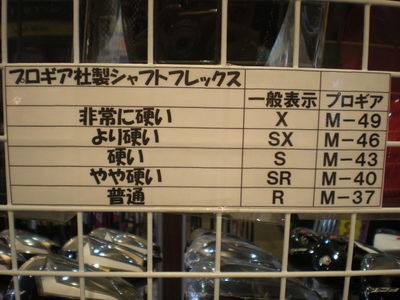 プロギア社製シャフトフレックス
一般表示 プロギア
非常に硬い X M-49
より硬い SX M-46
硬い S M-43
やや硬い SR M-40
普通 R M-37